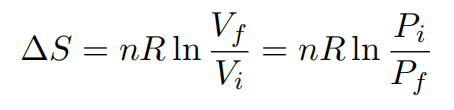 ΔS = nR ln V_f/V_i = nR ln P_i/P_f